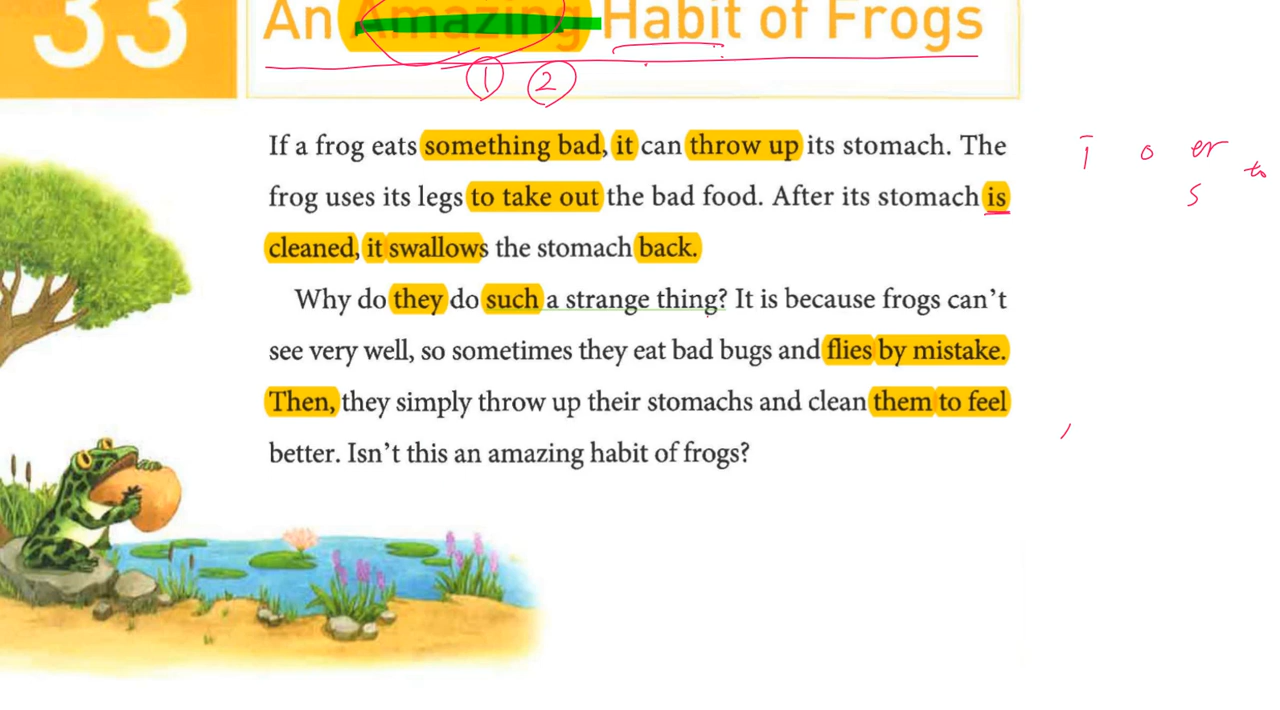 33
An Amazing Habit of Frogs
① ②
If a frog eats something bad, it can throw up its stomach. The
frog uses its legs to take out the bad food. After its stomach is
cleaned, it swallows the stomach back.
Why do they do such a strange thing? It is because frogs can’t
see very well, so sometimes they eat bad bugs and flies by mistake.
Then, they simply throw up their stomachs and clean them to feel
better. Isn’t this an amazing habit of frogs?
o er
s to